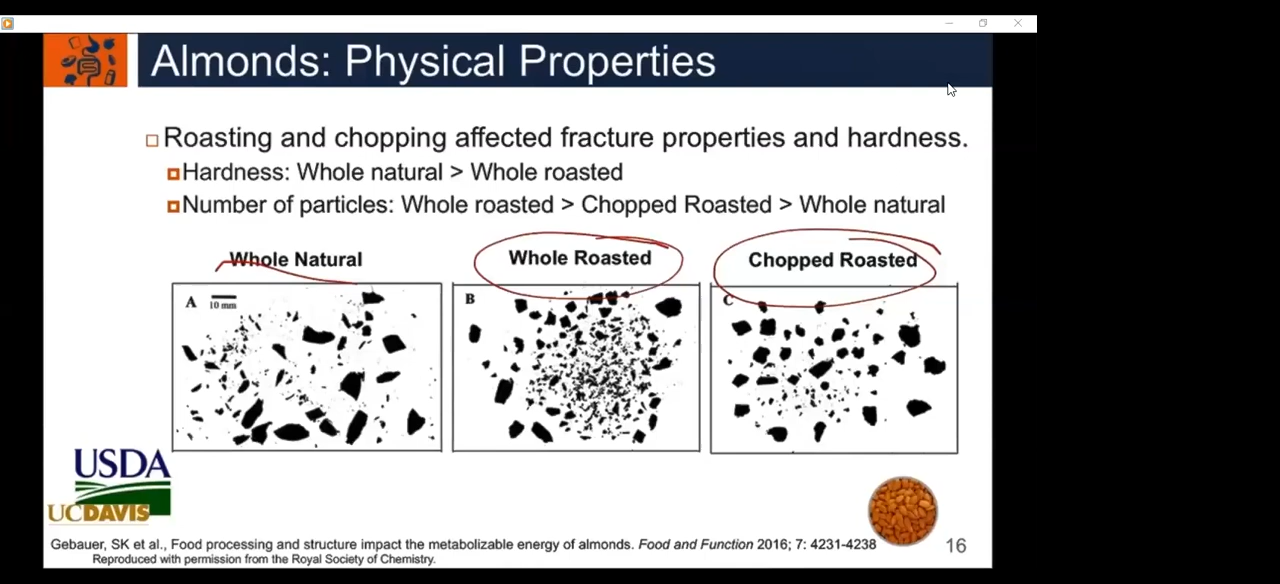 Almonds: Physical Properties
Roasting and chopping affected fracture properties and hardness.
Hardness: Whole natural > Whole roasted
Number of particles: Whole roasted > Chopped Roasted > Whole natural
Whole Natural
Whole Roasted
Chopped Roasted
A
10 mm
B
C
USDA
UCDAVIS
Gebauer, SK et al., Food processing and structure impact the metabolizable energy of almonds. Food and Function 2016; 7: 4231-4238
Reproduced with permission from the Royal Society of Chemistry.
16